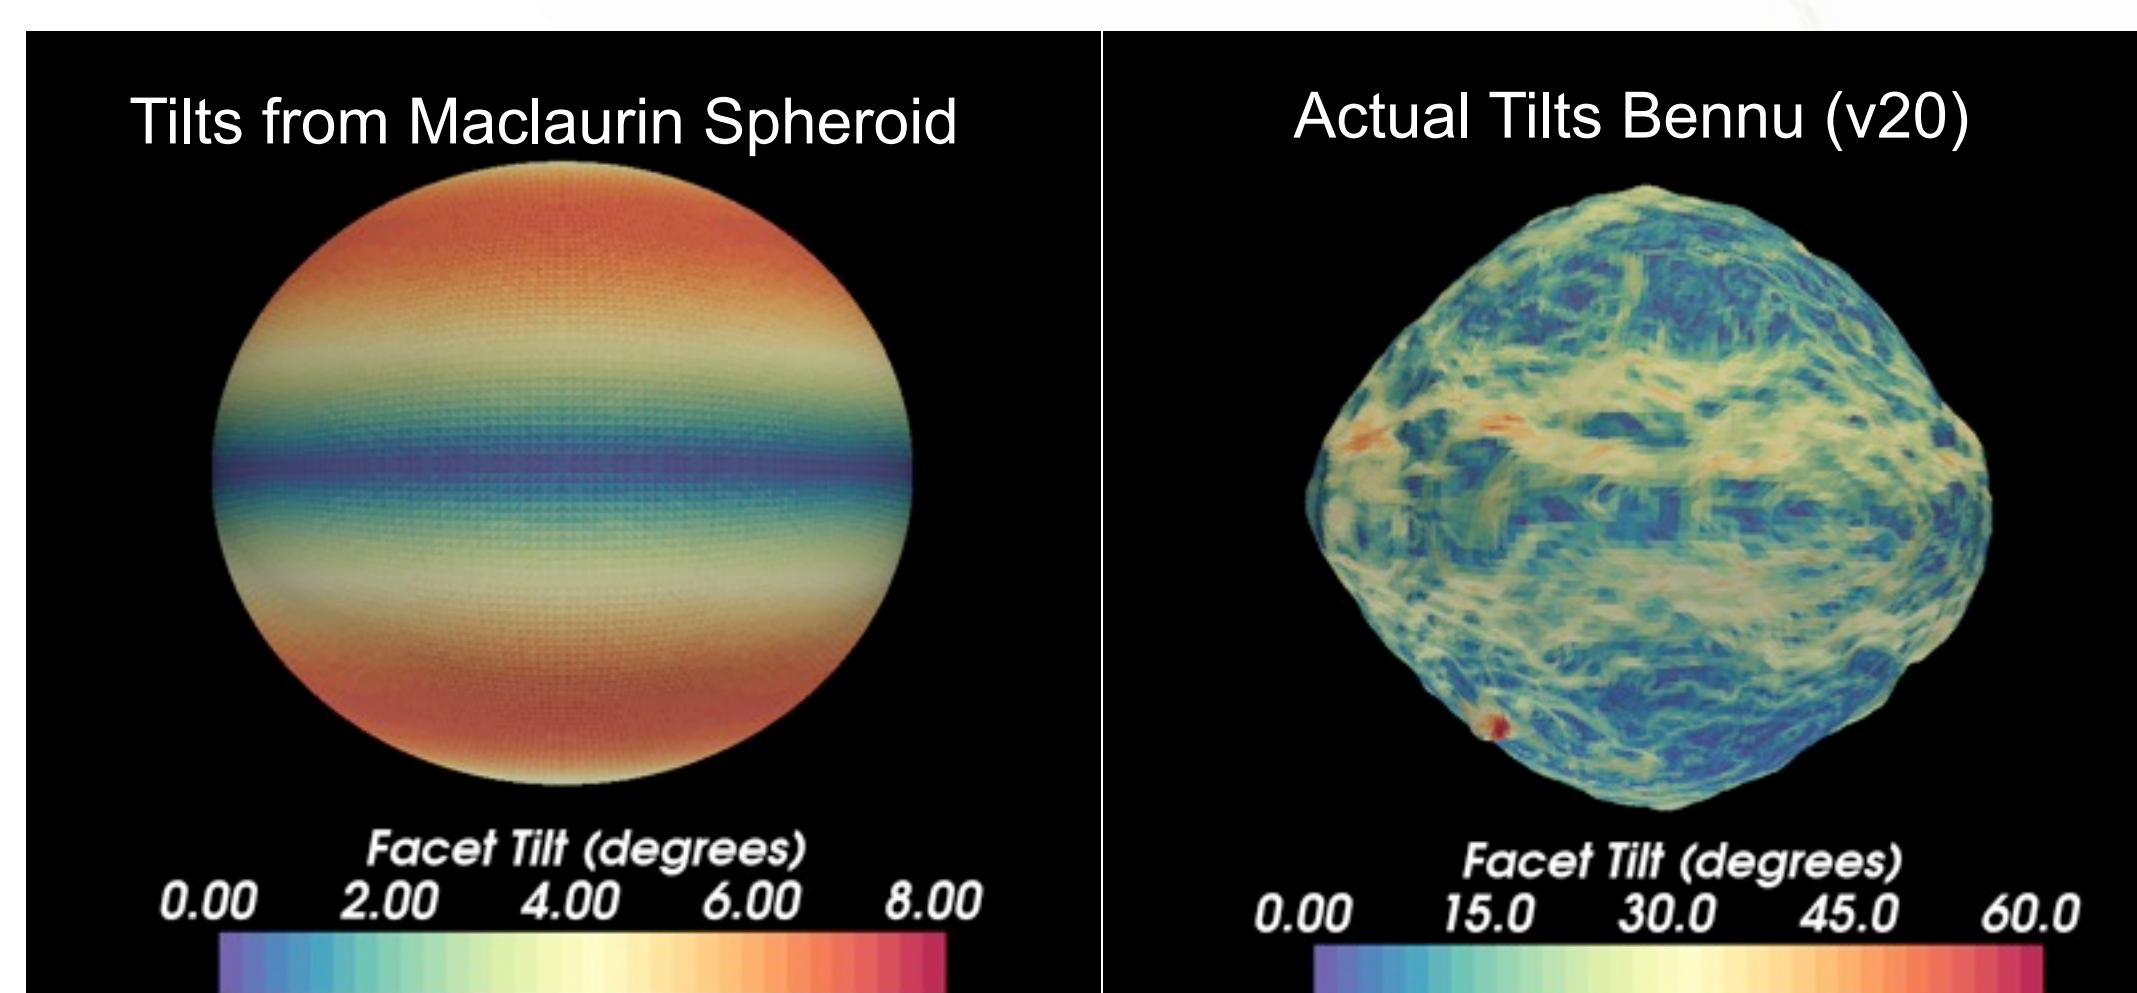 Tilts from Maclaurin Spheroid
Facet Tilt (degrees)
0.00 2.00 4.00 6.00 8.00
Actual Tilts Bennu (v20)
Facet Tilt (degrees)
0.00 15.0 30.0 45.0 60.0